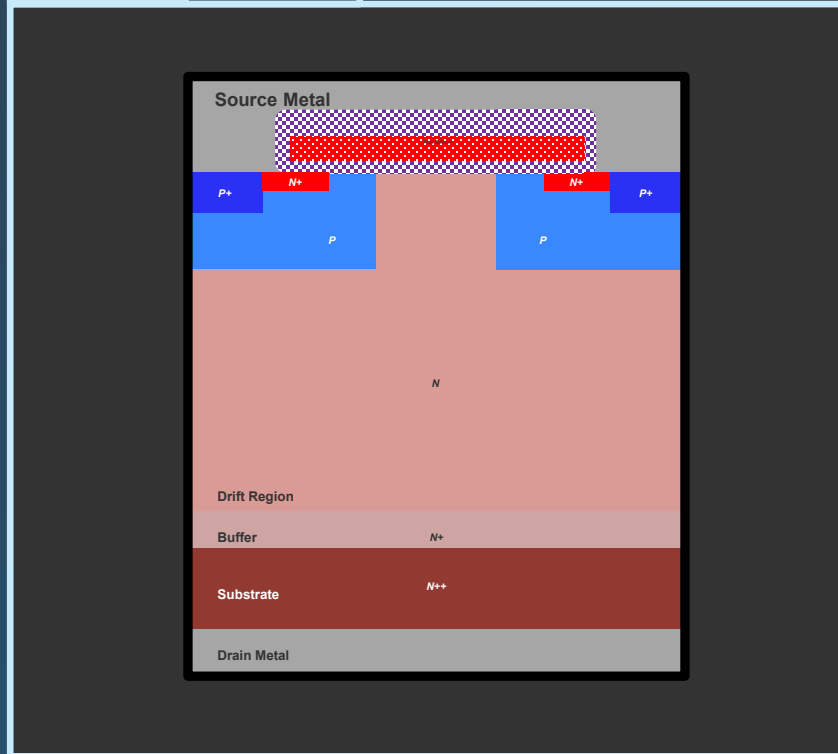 Source Metal
P+
N+
N+
P+
P
P
N
Drift Region
Buffer
N+
N++
Substrate
Drain Metal